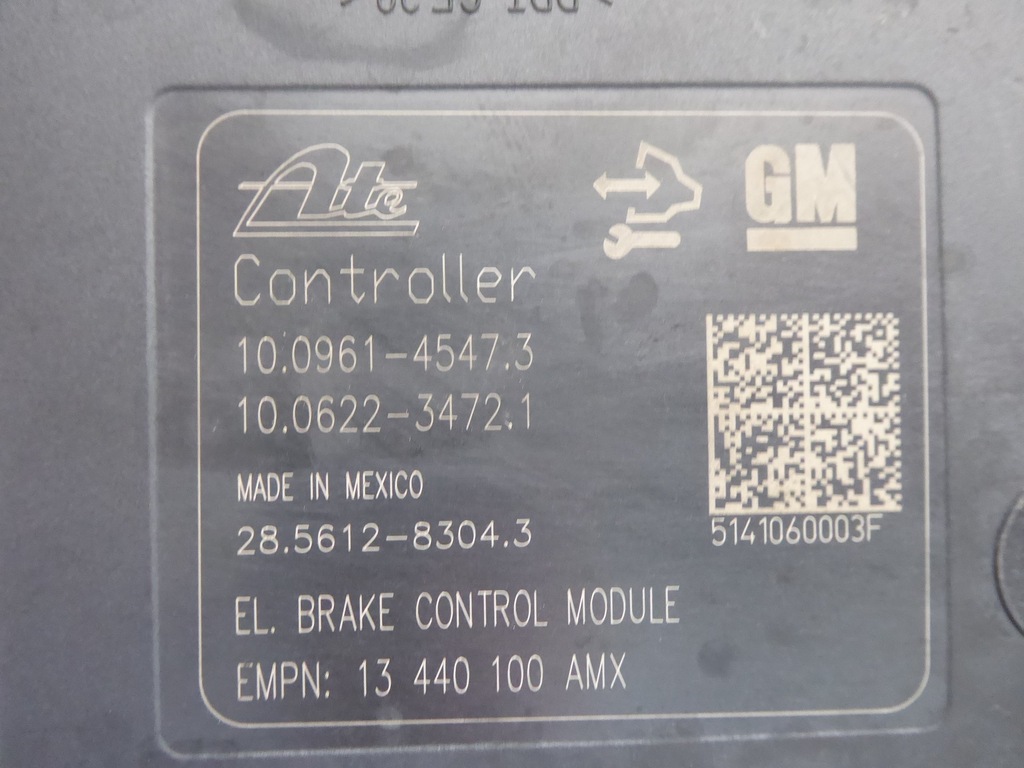 Ate
GM
Controller
10.0961-4547.3
10.0622-3472.1
MADE IN MEXICO
28.5612-8304.3
5141060003F
EL. BRAKE CONTROL MODULE
EMPN: 13 440 100 AMX